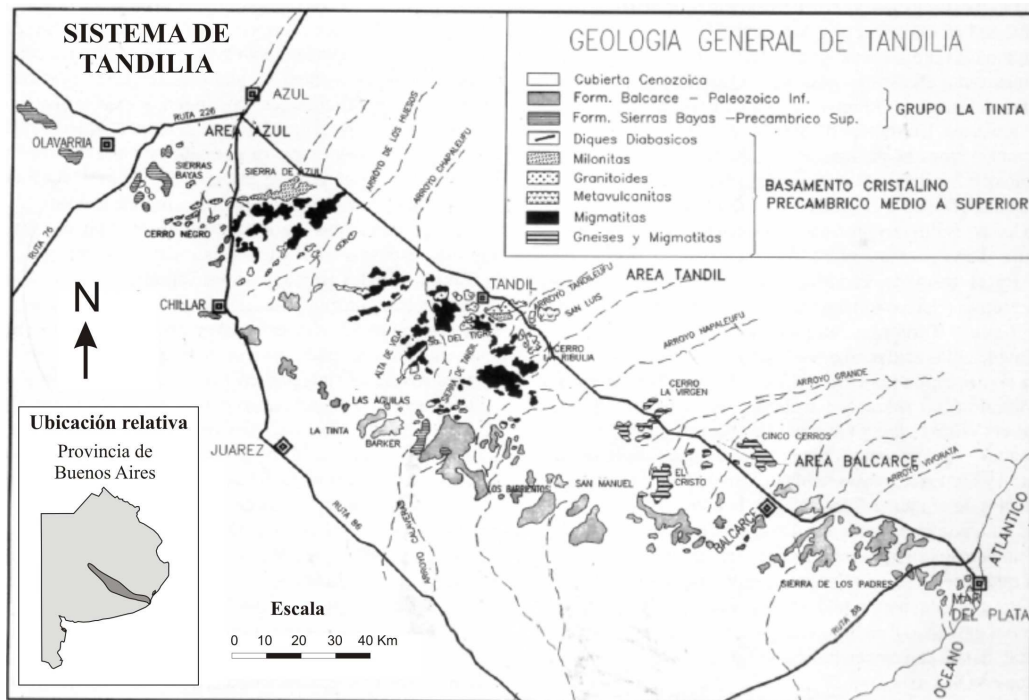 SISTEMA DE
TANDILIA
GEOLOGIA GENERAL DE TANDILIA
Cubierta Cenozoica
Form. Balcarce – Paleozoico Inf.
Form. Sierras Bayas –Precambrico Sup.
GRUPO LA TINTA
Diques Diabasicos
Milonitas
Granitoides
Metavulcanitas
Migmatitas
Gneises y Migmatitas
BASAMENTO CRISTALINO
PRECAMBRICO MEDIO A SUPERIOR
AZUL
RUTA 226
AREA AZUL
OLAVARRIA
SIERRAS
BAYAS
SIERRA DE AZUL
ARROYO DE LOS HUESOS
ARROYO CHAPALEUFU
CERRO NEGRO
RUTA 76
N
CHILLAR
AREA TANDIL
TANDIL
ARROYO TANDILEUFU
SAN LUIS
DEL TIGRE
ALTA DE VELA
SIERRA DE TANDIL
CERRO
ARROYO NAPALEUFU
CERRO
LA VIRGEN
ARROYO GRANDE
LAS AGUILAS
LA TINTA
BARKER
JUAREZ
LOS BARRIENTOS
SAN MANUEL
EL
CRISTO
CINCO CERROS
AREA BALCARCE
ARROYO VIVORATA
BALCARCE
RUTA 86
ARROYO
SIERRA DE LOS PADRES
RUTA 88
MAR
DEL PLATA
OCEANO
ATLANTICO
Ubicación relativa
Provincia de
Buenos Aires
Escala
0 10 20 30 40 Km